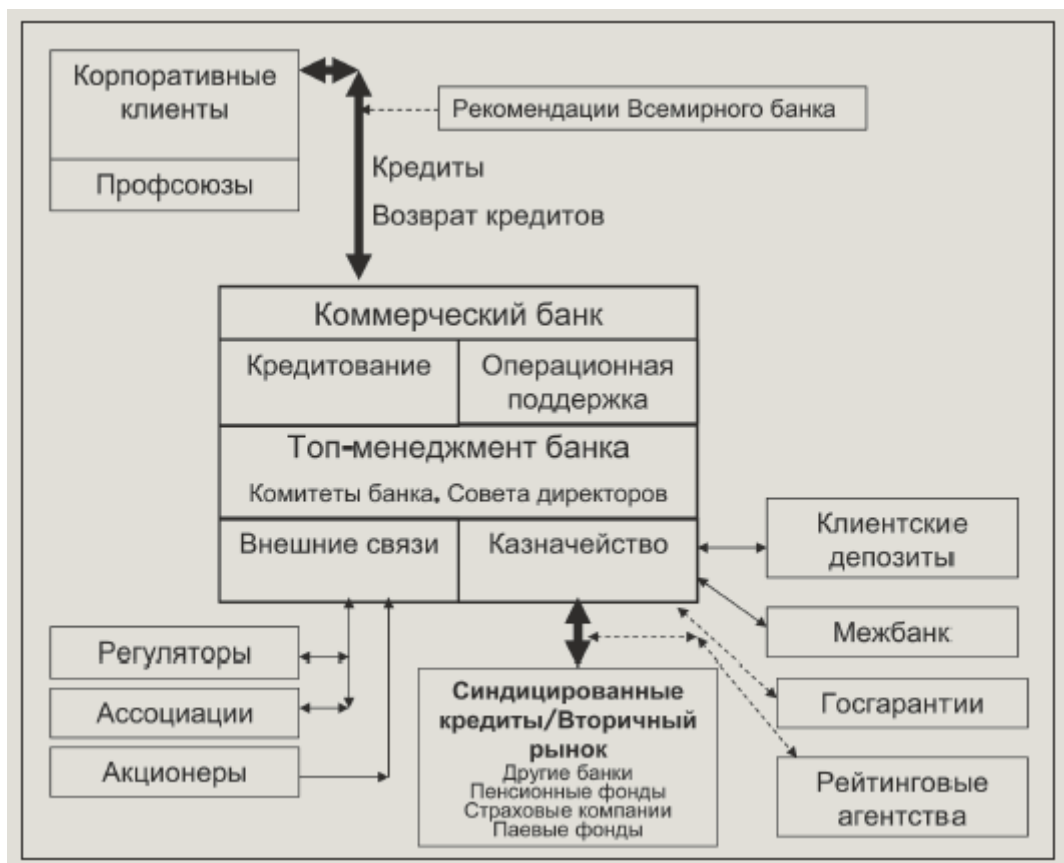 Корпоративные
клиенты
Профсоюзы
Рекомендации Всемирного банка
Кредиты
Возврат кредитов
Коммерческий банк
Кредитование
Операционная
поддержка
Топ-менеджмент банка
Комитеты банка, Совета директоров
Внешние связи
Казначейство
Клиентские
депозиты
Межбанк
Госгарантии
Рейтинговые
агентства
Регуляторы
Ассоциации
Акционеры
Синдицированные
кредиты/Вторичный
рынок
Другие банки
Пенсионные фонды
Страховые компании
Паевые фонды